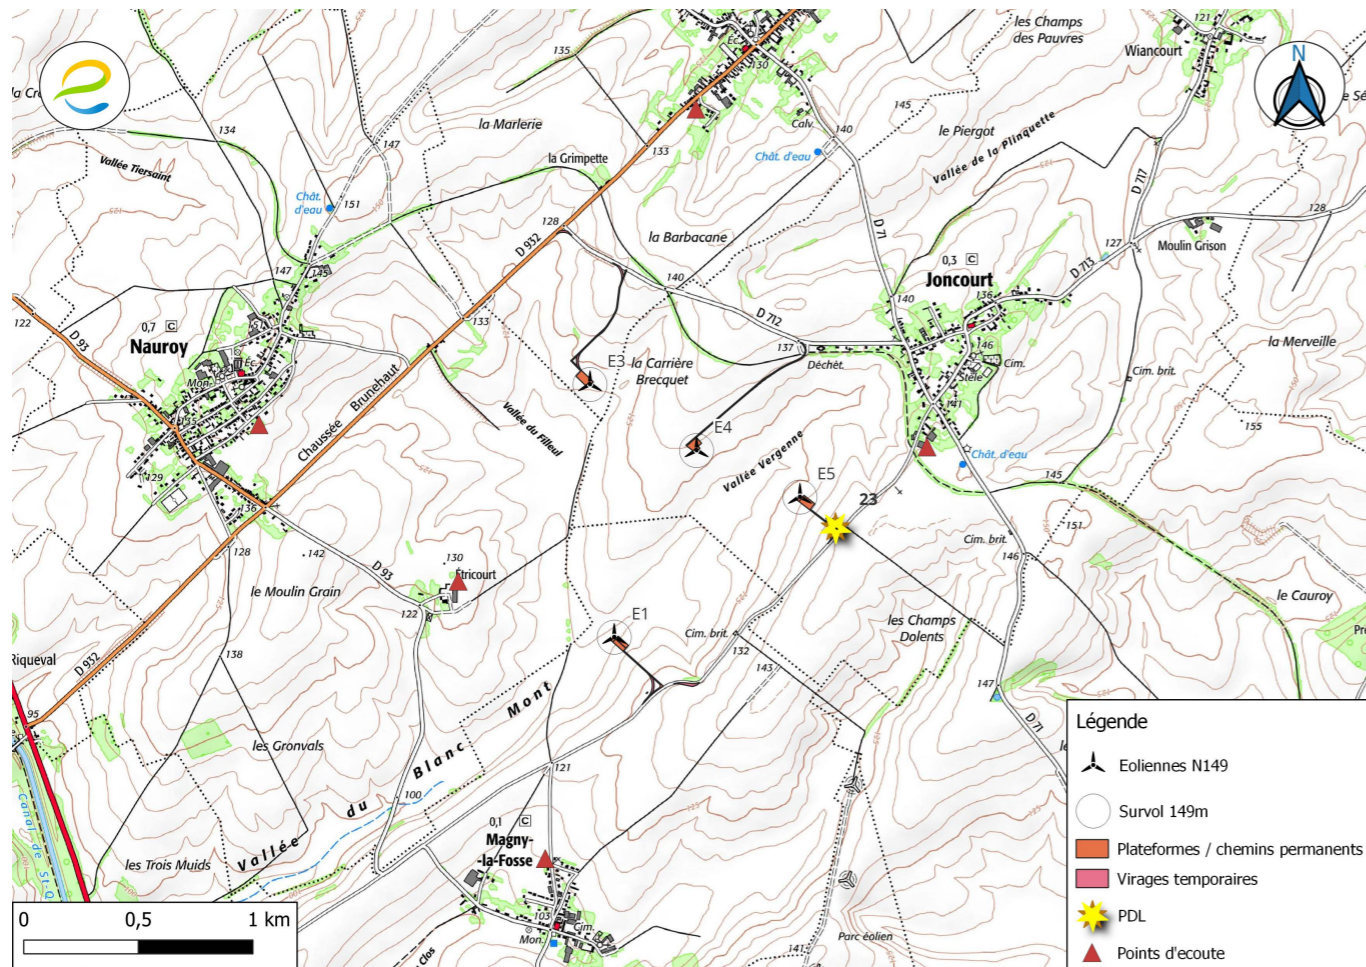 les Champs
des Pauvres
121
Wiancourt
Ec.
130
135
145
la Marlerie
Calv.
140
le Piergot
Vallée de la Plinquette
134
147
133
Chât. d'eau
la Grimpette
Vallée Tiersaint
Chât.
d'eau
151
128
D 932
la Barbacane
D 71
D 717
128
Moulin Grison
127
D 713
0,3 C
Joncourt
147
145
140
140
136
122
D 93
0,7 C
Nauroy
133
D 712
137
Déchèt.
146
Cim.
Stèle
la Merveille
Cim. brit.
Mon.
E3
la Carrière
Brecquet
Chaussée Brunehaut
Vallée du Filleul
141
155
E4
Vallée Vergenne
Chât. d'eau
129
145
E5
23
136
151
128
142
130
Étricourt
D 93
Cim. brit.
146
le Moulin Grain
122
E1
Cim. brit.
132
les Champs
Dolents
le Cauroy
143
Riqueval
D 932
138
147
D 71
95
les Gronvals
Vallée du Blanc Mont
121
100
Canal de St-Q
0,1 C
Magny-
-la-Fosse
les Trois Muids
103
Cim.
Mon.
Parc éolien
141
0 0,5 1 km
N
Légende
Eoliennes N149
Survol 149m
Plateformes / chemins permanents
Virages temporaires
PDL
Points d'ecoute